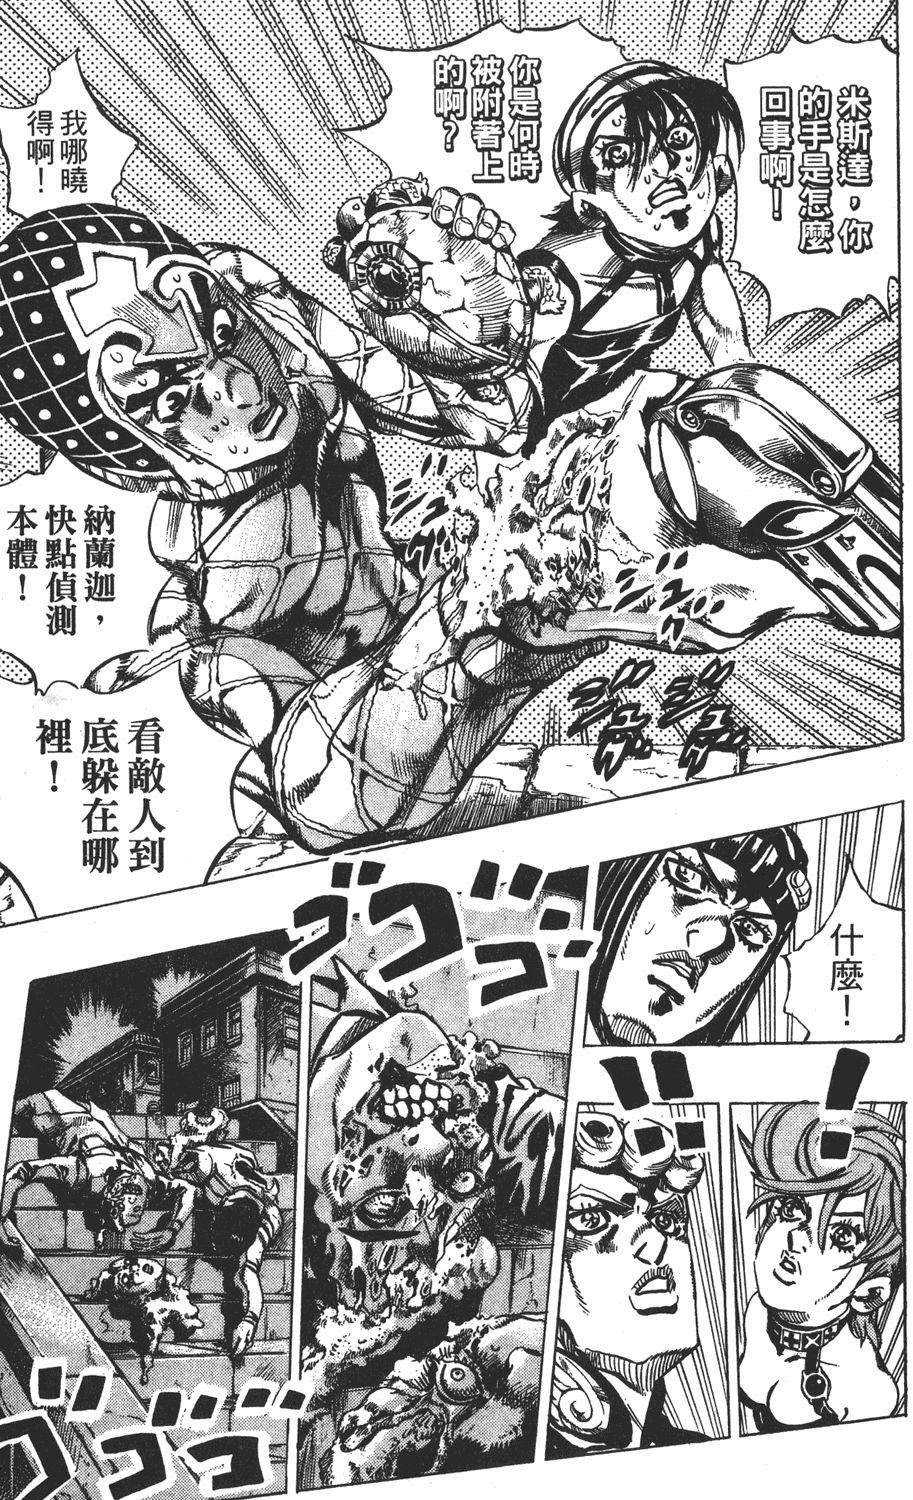 米斯達，你
的手是怎麼
回事啊！
你是何時
被附著上
的啊？
我哪曉
得啊！
納蘭迦，
快點偵測
本體！
看敵人到
底躲在哪
裡！
什麼！
ゴゴゴゴ
ゴゴゴゴ